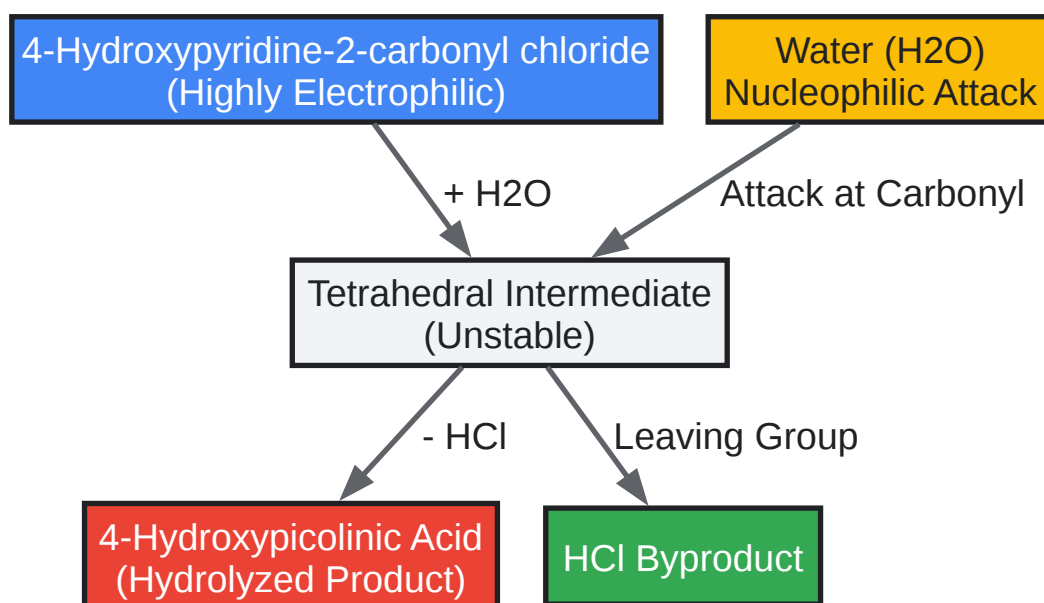 4-Hydroxypyridine-2-carbonyl chloride
(Highly Electrophilic)
Water (H2O)
Nucleophilic Attack
+ H2O
Attack at Carbonyl
Tetrahedral Intermediate
(Unstable)
- HCl
Leaving Group
4-Hydroxypicolinic Acid
(Hydrolyzed Product)
HCl Byproduct